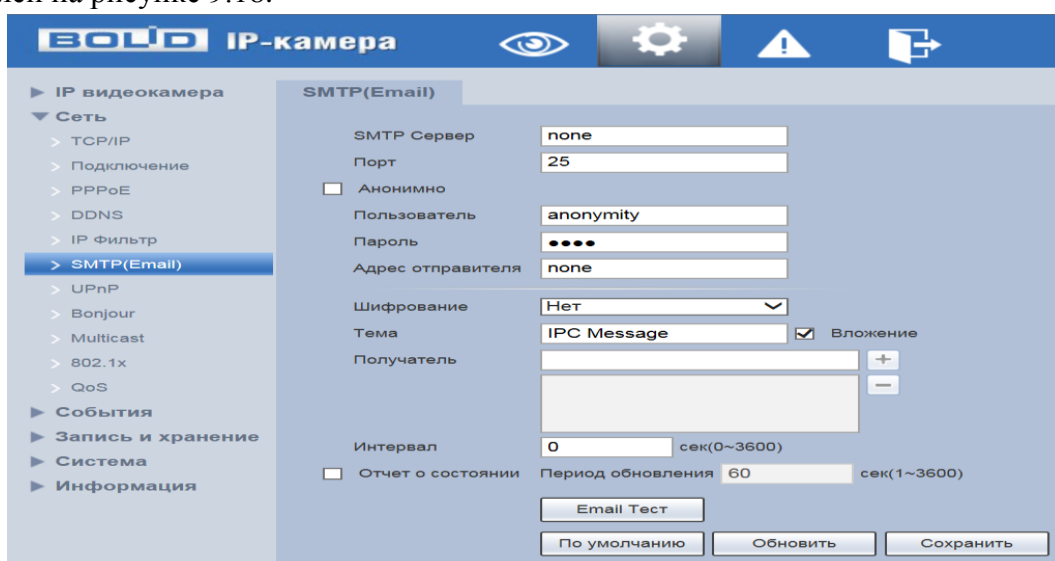 BOLID IP-камера
IP видеокамера
Сеть
TCP/IP
Подключение
PPPoE
DDNS
IP Фильтр
SMTP(Email)
UPnP
Bonjour
Multicast
802.1x
QoS
События
Запись и хранение
Система
Информация
SMTP(Email)
SMTP Сервер none
Порт 25
Анонимно
Пользователь anonymity
Пароль ●●●●
Адрес отправителя none
Шифрование Нет
Тема IPC Message Вложение
Получатель +
−
Интервал 0 сек(0~3600)
Отчет о состоянии Период обновления 60 сек(1~3600)
Email Тест
По умолчанию Обновить Сохранить